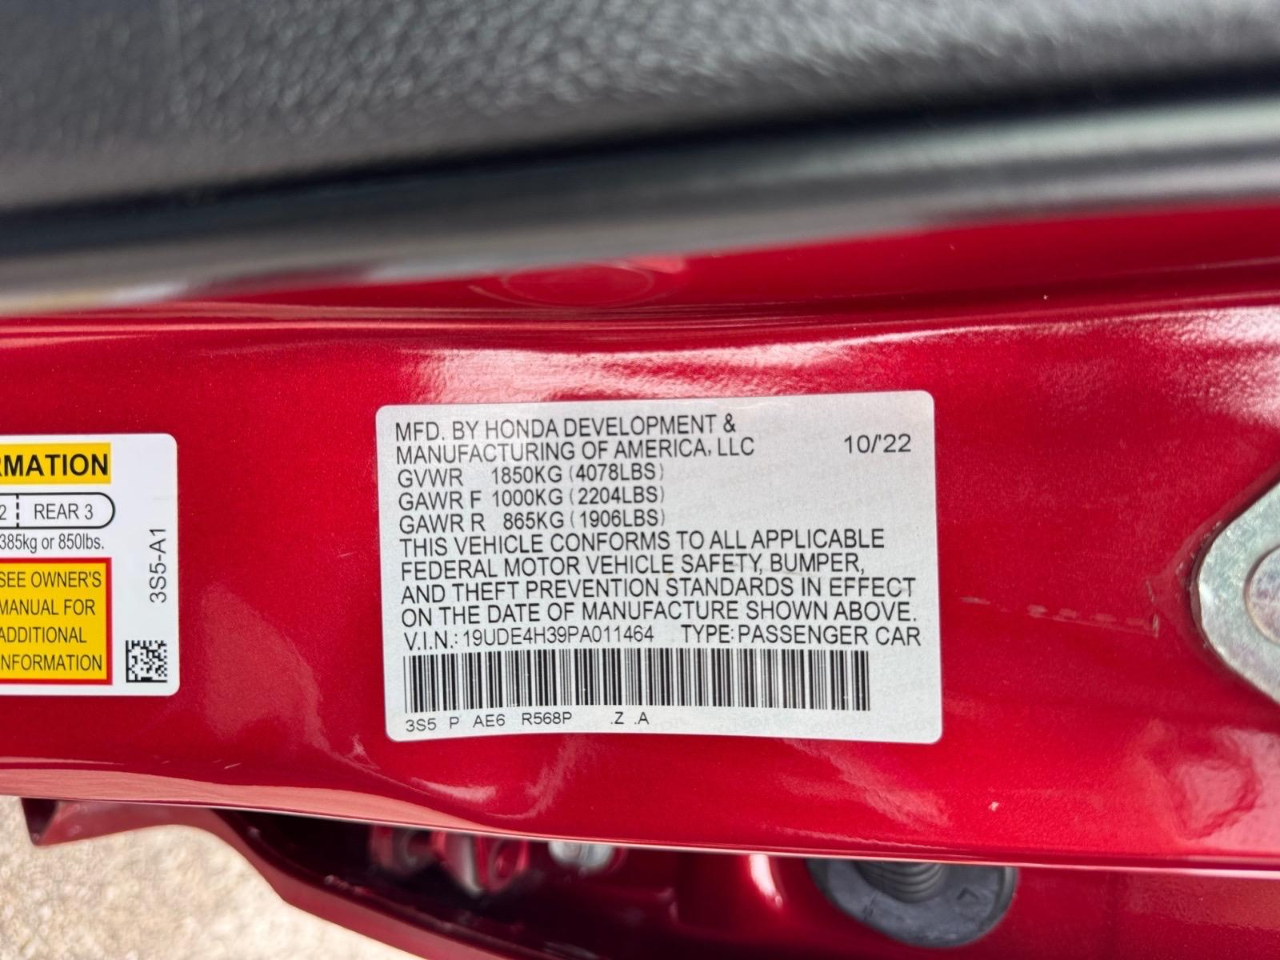 RMATION
2 REAR 3
385kg or 850lbs.
SEE OWNER'S
MANUAL FOR
ADDITIONAL
INFORMATION
3S5-A1
MFD. BY HONDA DEVELOPMENT &
MANUFACTURING OF AMERICA, LLC 10/'22
GVWR 1850KG (4078LBS)
GAWR F 1000KG (2204LBS)
GAWR R 865KG (1906LBS)
THIS VEHICLE CONFORMS TO ALL APPLICABLE
FEDERAL MOTOR VEHICLE SAFETY, BUMPER,
AND THEFT PREVENTION STANDARDS IN EFFECT
ON THE DATE OF MANUFACTURE SHOWN ABOVE.
V.I.N.: 19UDE4H39PA011464 TYPE: PASSENGER CAR
3S5 P AE6 R568P .Z .A